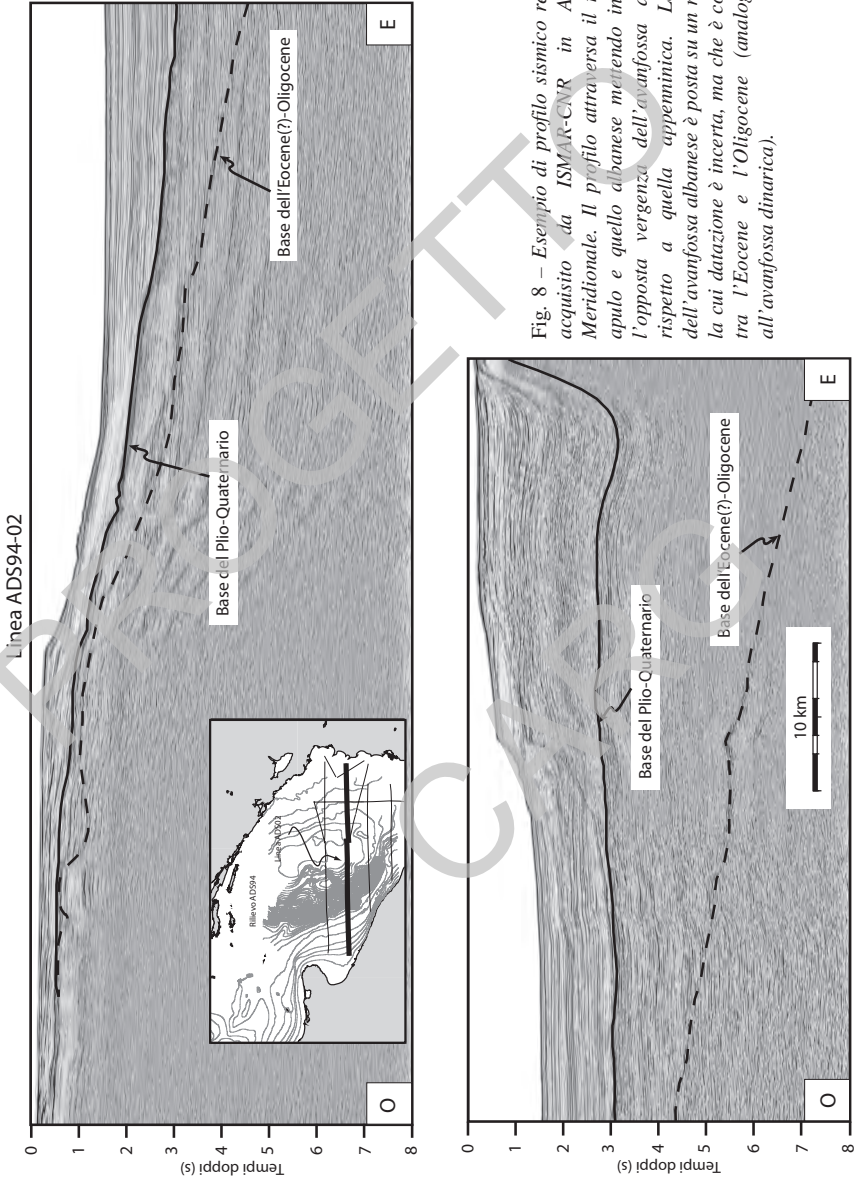 Linea ADS94-02
0
1
2
3
4
5
6
7
8
Tempi doppi (s)
O
E
Base del Plio-Quaternario
Base dell'Eocene(?)-Oligocene
Rilievo ADS94
0
1
2
3
4
5
6
7
8
Tempi doppi (s)
O
E
Base del Plio-Quaternario
Base dell'Eocene(?)-Oligocene
10 km
Fig. 8 – Esempio di profilo sismico
acquisito da ISMAR-CNR in
Meridionale. Il profilo attraversa il
apulo e quello albanese mettendo
l'opposta vergenza dell'avanfossa
rispetto a quella appenninica.
dell'avanfossa albanese è posta su un
la cui datazione è incerta, ma che è
tra l'Eocene e l'Oligocene
all'avanfossa dinarica).
PROGETTO
CARG